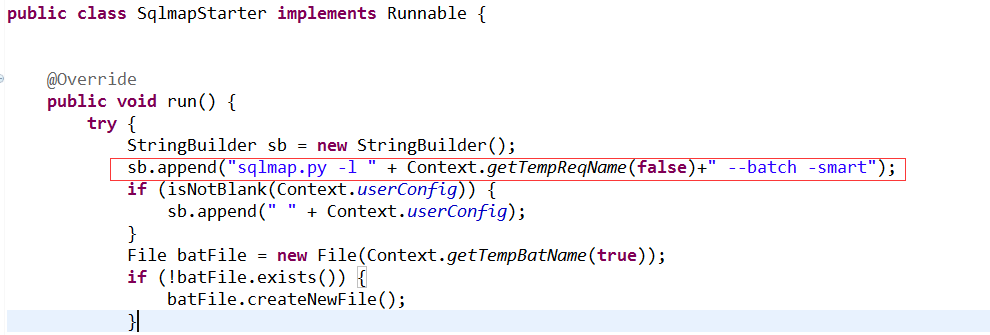 public class SqlmapStarter implements Runnable {
@Override
public void run() {
try {
StringBuilder sb = new StringBuilder();
sb.append("sqlmap.py -l " + Context.getTempReqName(false)+" --batch -smart");
if (isNotBlank(Context.userConfig)) {
sb.append(" " + Context.userConfig);
}
File batFile = new File(Context.getTempBatName(true));
if (!batFile.exists()) {
batFile.createNewFile();
}